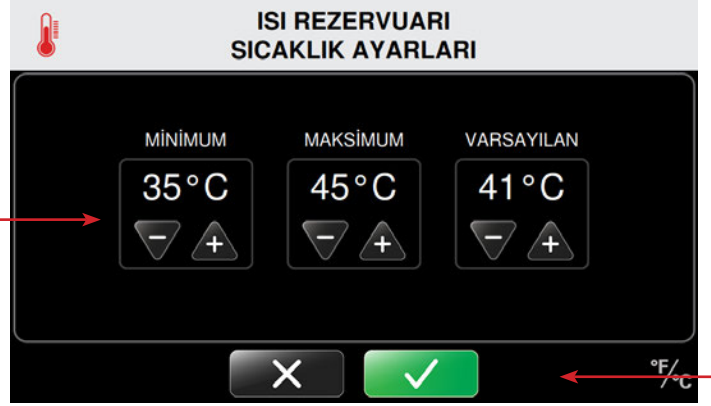 ISI REZERVUARI
SICAKLIK AYARLARI
MİNİMUM MAKSİMUM VARSAYILAN
35°C 45°C 41°C
- + - + - +
°F/°C